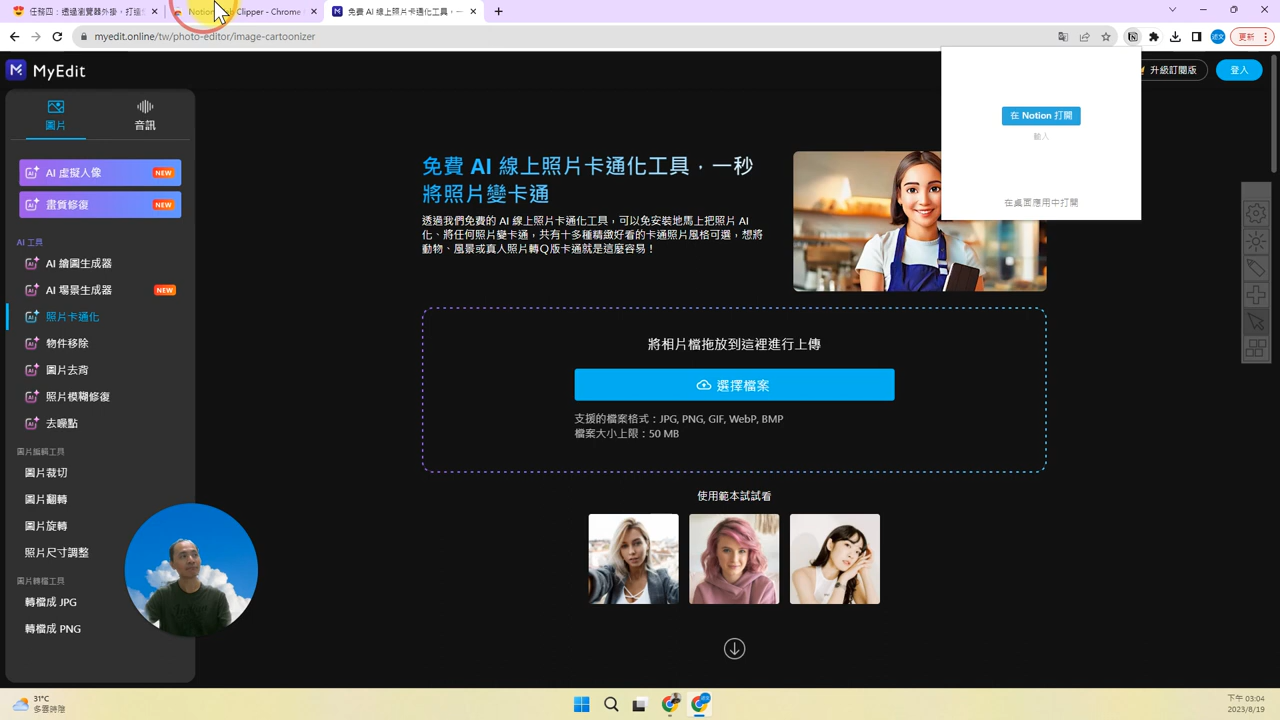 任務四：透過瀏覽器外掛，打造
Clipper - Chrome
免費 AI 線上照片卡通化工具，一
myedit.online/tw/photo-editor/image-cartoonizer
更新
MyEdit
升級訂閱版
登入
在 Notion 打開
在桌面應用中打開
圖片
音訊
AI 虛擬人像
NEW
畫質修復
NEW
AI 工具
AI 繪圖生成器
AI 場景生成器
NEW
照片卡通化
物件移除
圖片去背
照片模糊修復
去噪點
圖片編輯工具
圖片裁切
圖片翻轉
圖片旋轉
照片尺寸調整
圖片轉檔工具
轉檔成 JPG
轉檔成 PNG
免費 AI 線上照片卡通化工具，一秒
將照片變卡通
透過我們免費的 AI 線上照片卡通化工具，可以免安裝地馬上把照片 AI
化、將任何照片變卡通，共有十多種精緻好看的卡通照片風格可選，想將
動物、風景或真人照片轉Q版卡通就是這麼容易！
將相片檔拖放到這裡進行上傳
選擇檔案
支援的檔案格式：JPG, PNG, GIF, WebP, BMP
檔案大小上限：50 MB
使用範本試試看
31°C
多雲時陰
下午 03:04
2023/8/19